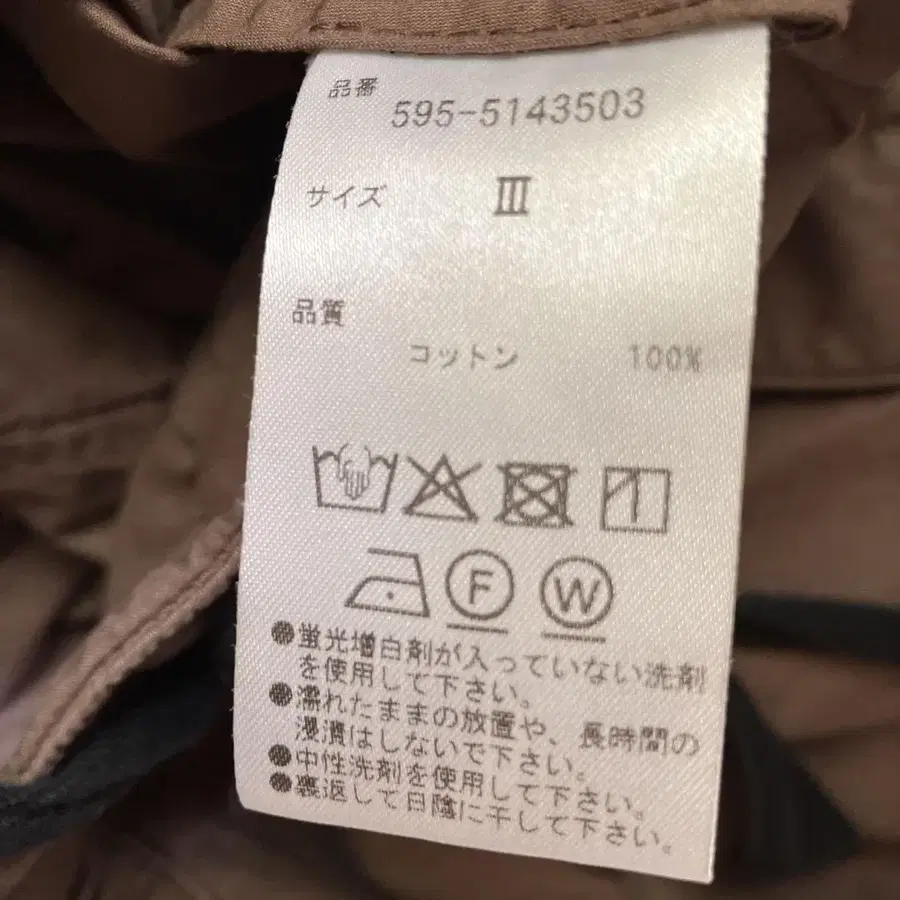 品番 595-5143503
サイズ Ⅲ
品質
コットン 100%
F W
●蛍光増白剤が入っていない洗剤
を使用して下さい。
●濡れたままの放置や、長時間の
浸漬はしないで下さい。
●中性洗剤を使用して下さい。
●裏返して日陰に干して下さい。